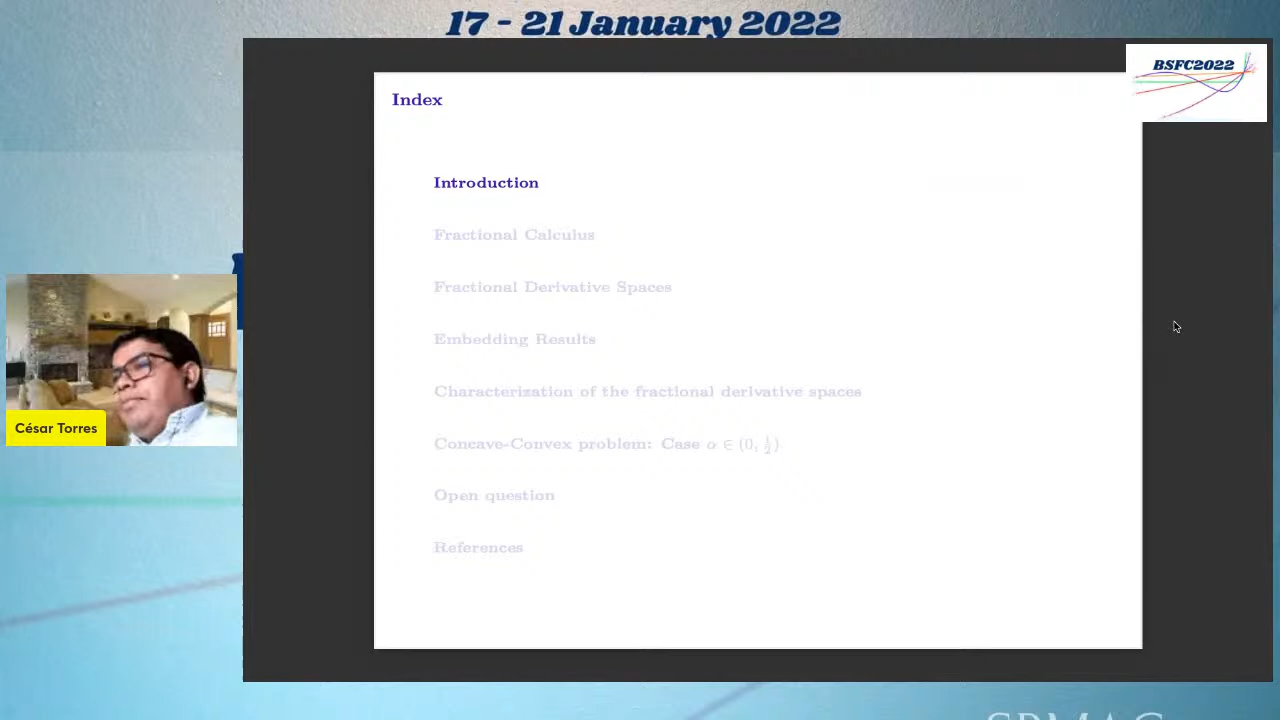 17 - 21 January 2022
BSFC2022
Index
Introduction
Fractional Calculus
Fractional Derivative Spaces
Embedding Results
Characterization of the fractional derivative spaces
Concave-Convex problem: Case α ∈ (0, ½)
Open question
References
César Torres